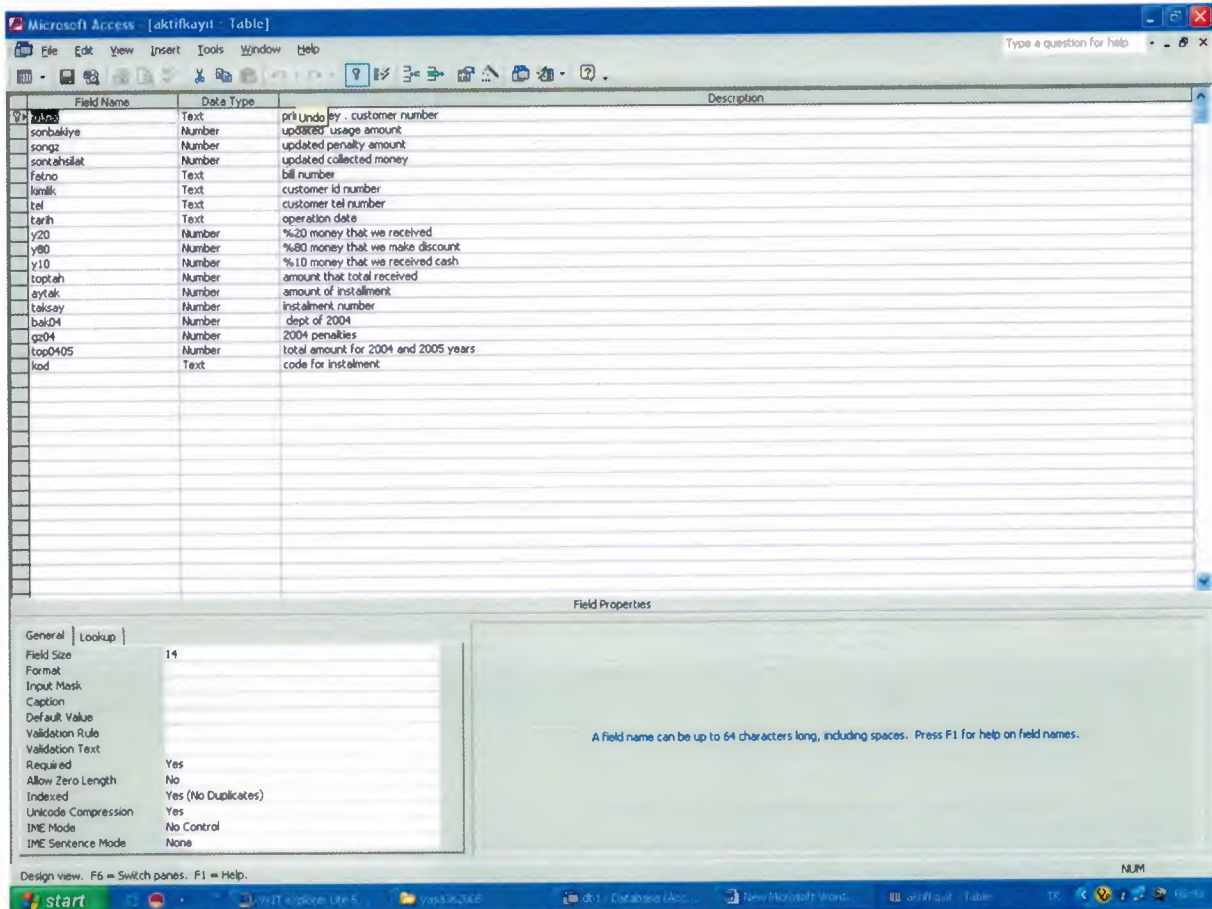 Microsoft Access - [aktifkayit : Table]
File Edit View Insert Tools Window Help
Type a question for help
Field Name Data Type Description
Text pri ey . customer number
Undo
sonbakiye Number updated usage amount
songz Number updated penalty amount
sontahsilat Number updated collected money
fatno Text bill number
kimlik Text customer id number
tel Text customer tel number
tarih Text operation date
y20 Number %20 money that we received
y80 Number %80 money that we make discount
y10 Number %10 money that we received cash
toptah Number amount that total received
aytak Number amount of installment
taksay Number instalment number
bak04 Number dept of 2004
gz04 Number 2004 penalties
top0405 Number total amount for 2004 and 2005 years
kod Text code for instalment
Field Properties
General Lookup
Field Size 14
Format
Input Mask
Caption
Default Value
Validation Rule
Validation Text
Required Yes
Allow Zero Length No
Indexed Yes (No Duplicates)
Unicode Compression Yes
IME Mode No Control
IME Sentence Mode None
A field name can be up to 64 characters long, including spaces. Press F1 for help on field names.
Design view. F6 = Switch panes. F1 = Help.
NUM
start
db1 : Database (Acc...
New Microsoft Word...
aktifkayit : Table
TR